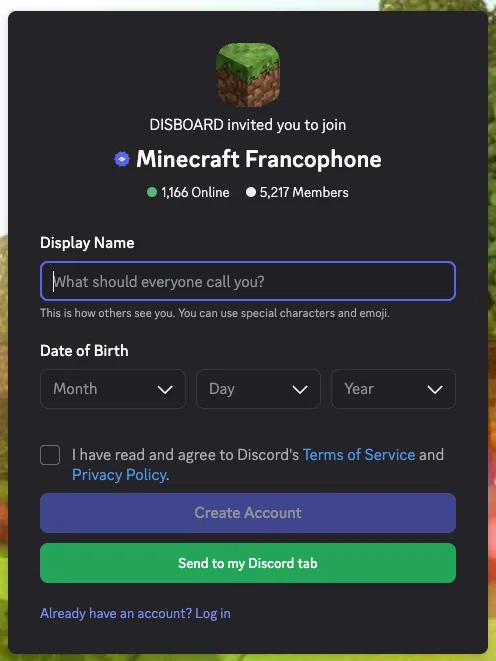 DISBOARD invited you to join
Minecraft Francophone
1,166 Online 5,217 Members
Display Name
What should everyone call you?
This is how others see you. You can use special characters and emoji.
Date of Birth
Month Day Year
I have read and agree to Discord's Terms of Service and
Privacy Policy.
Create Account
Send to my Discord tab
Already have an account? Log in